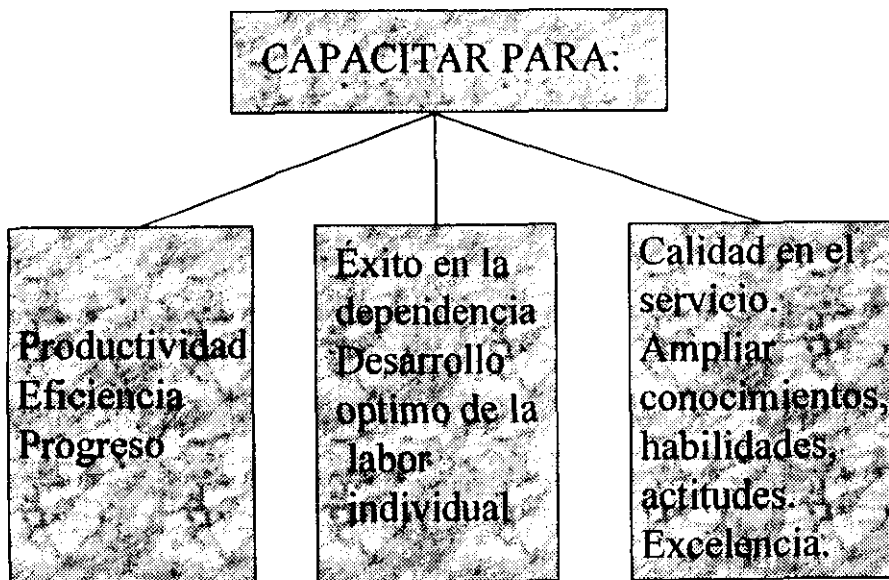 CAPACITAR PARA:
Productividad
Eficiencia
Progreso
Éxito en la
dependencia
Desarrollo
optimo de la
labor
individual
Calidad en el
servicio.
Ampliar
conocimientos,
habilidades,
actitudes.
Excelencia.